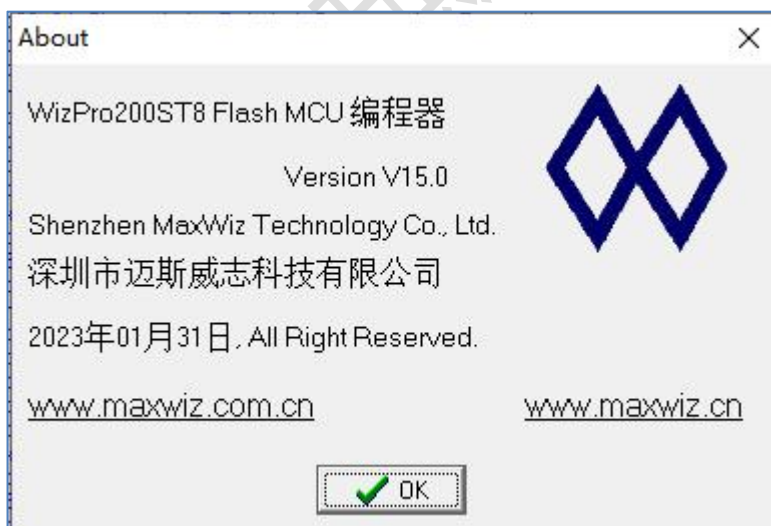 About
WizPro200ST8 Flash MCU 编程器
Version V15.0
Shenzhen MaxWiz Technology Co., Ltd.
深圳市迈斯威志科技有限公司
2023年01月31日, All Right Reserved.
www.maxwiz.com.cn
www.maxwiz.cn
OK